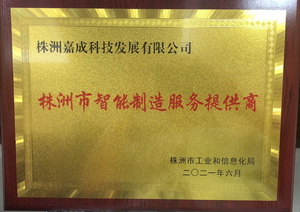 株洲嘉成科技发展有限公司
株洲市智能制造服务提供商
株洲市工业和信息化局
二〇二一年六月